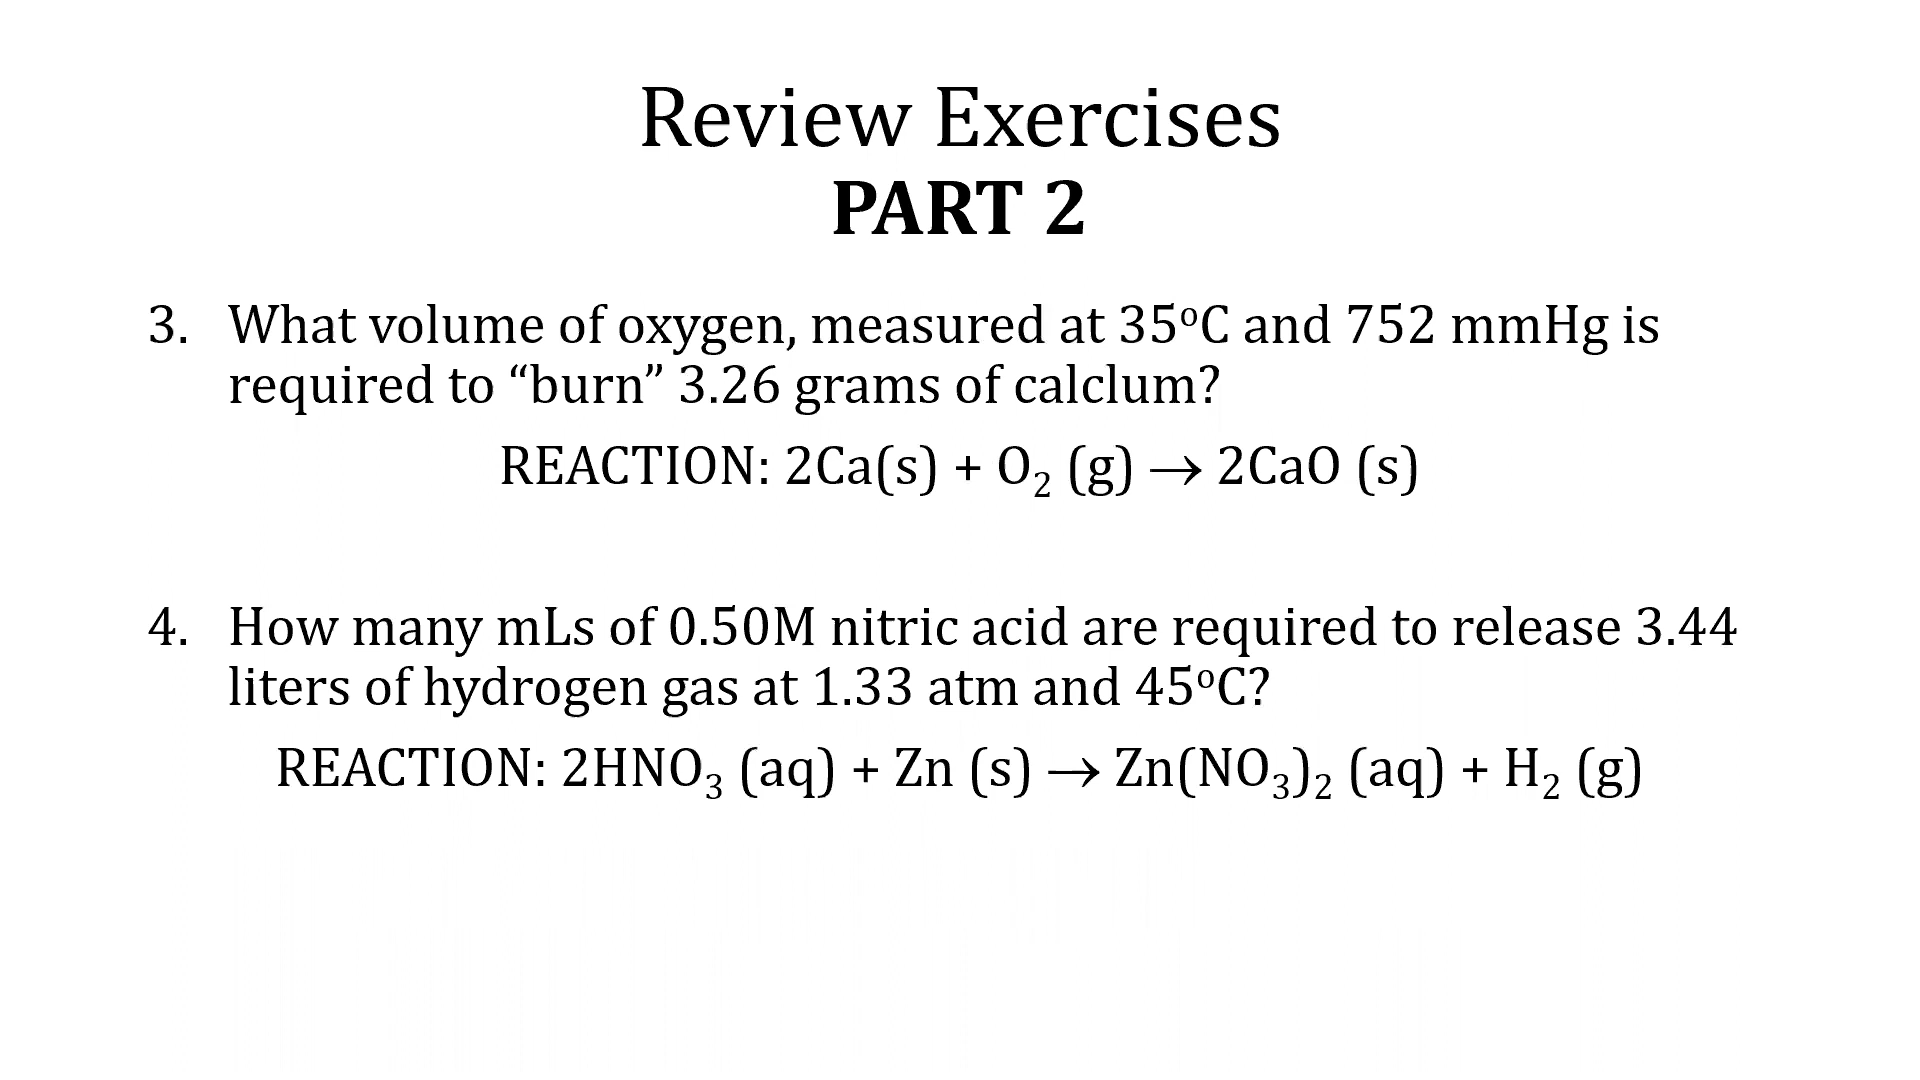 Review Exercises
PART 2
3. What volume of oxygen, measured at 35ºC and 752 mmHg is
required to “burn” 3.26 grams of calclum?
REACTION: 2Ca(s) + O₂ (g) → 2CaO (s)
4. How many mLs of 0.50M nitric acid are required to release 3.44
liters of hydrogen gas at 1.33 atm and 45ºC?
REACTION: 2HNO₃ (aq) + Zn (s) → Zn(NO₃)₂ (aq) + H₂ (g)